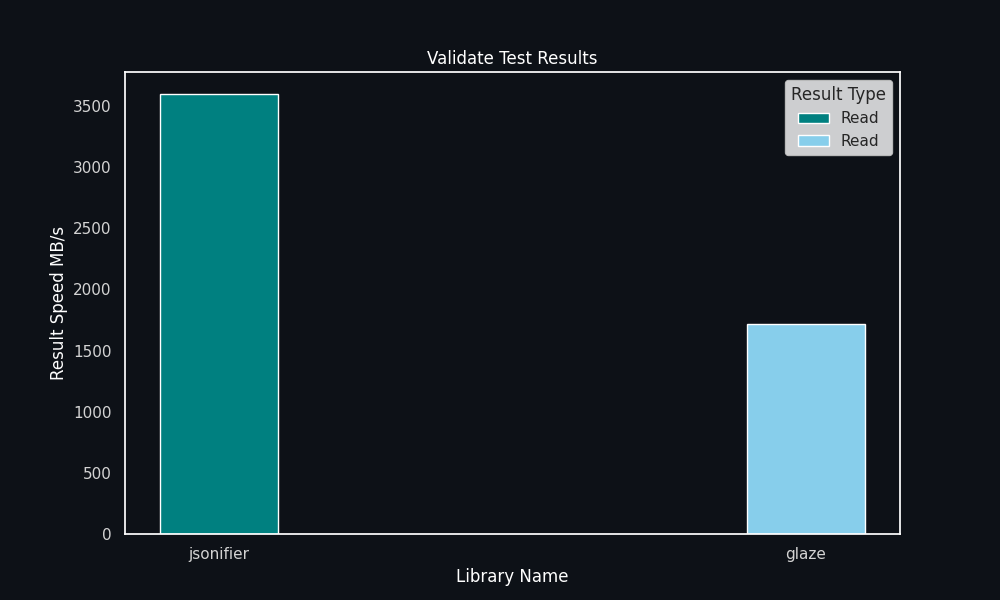 Validate Test Results
Result Type
Read
Read
3500
3000
2500
2000
1500
1000
500
0
Result Speed MB/s
jsonifier
glaze
Library Name